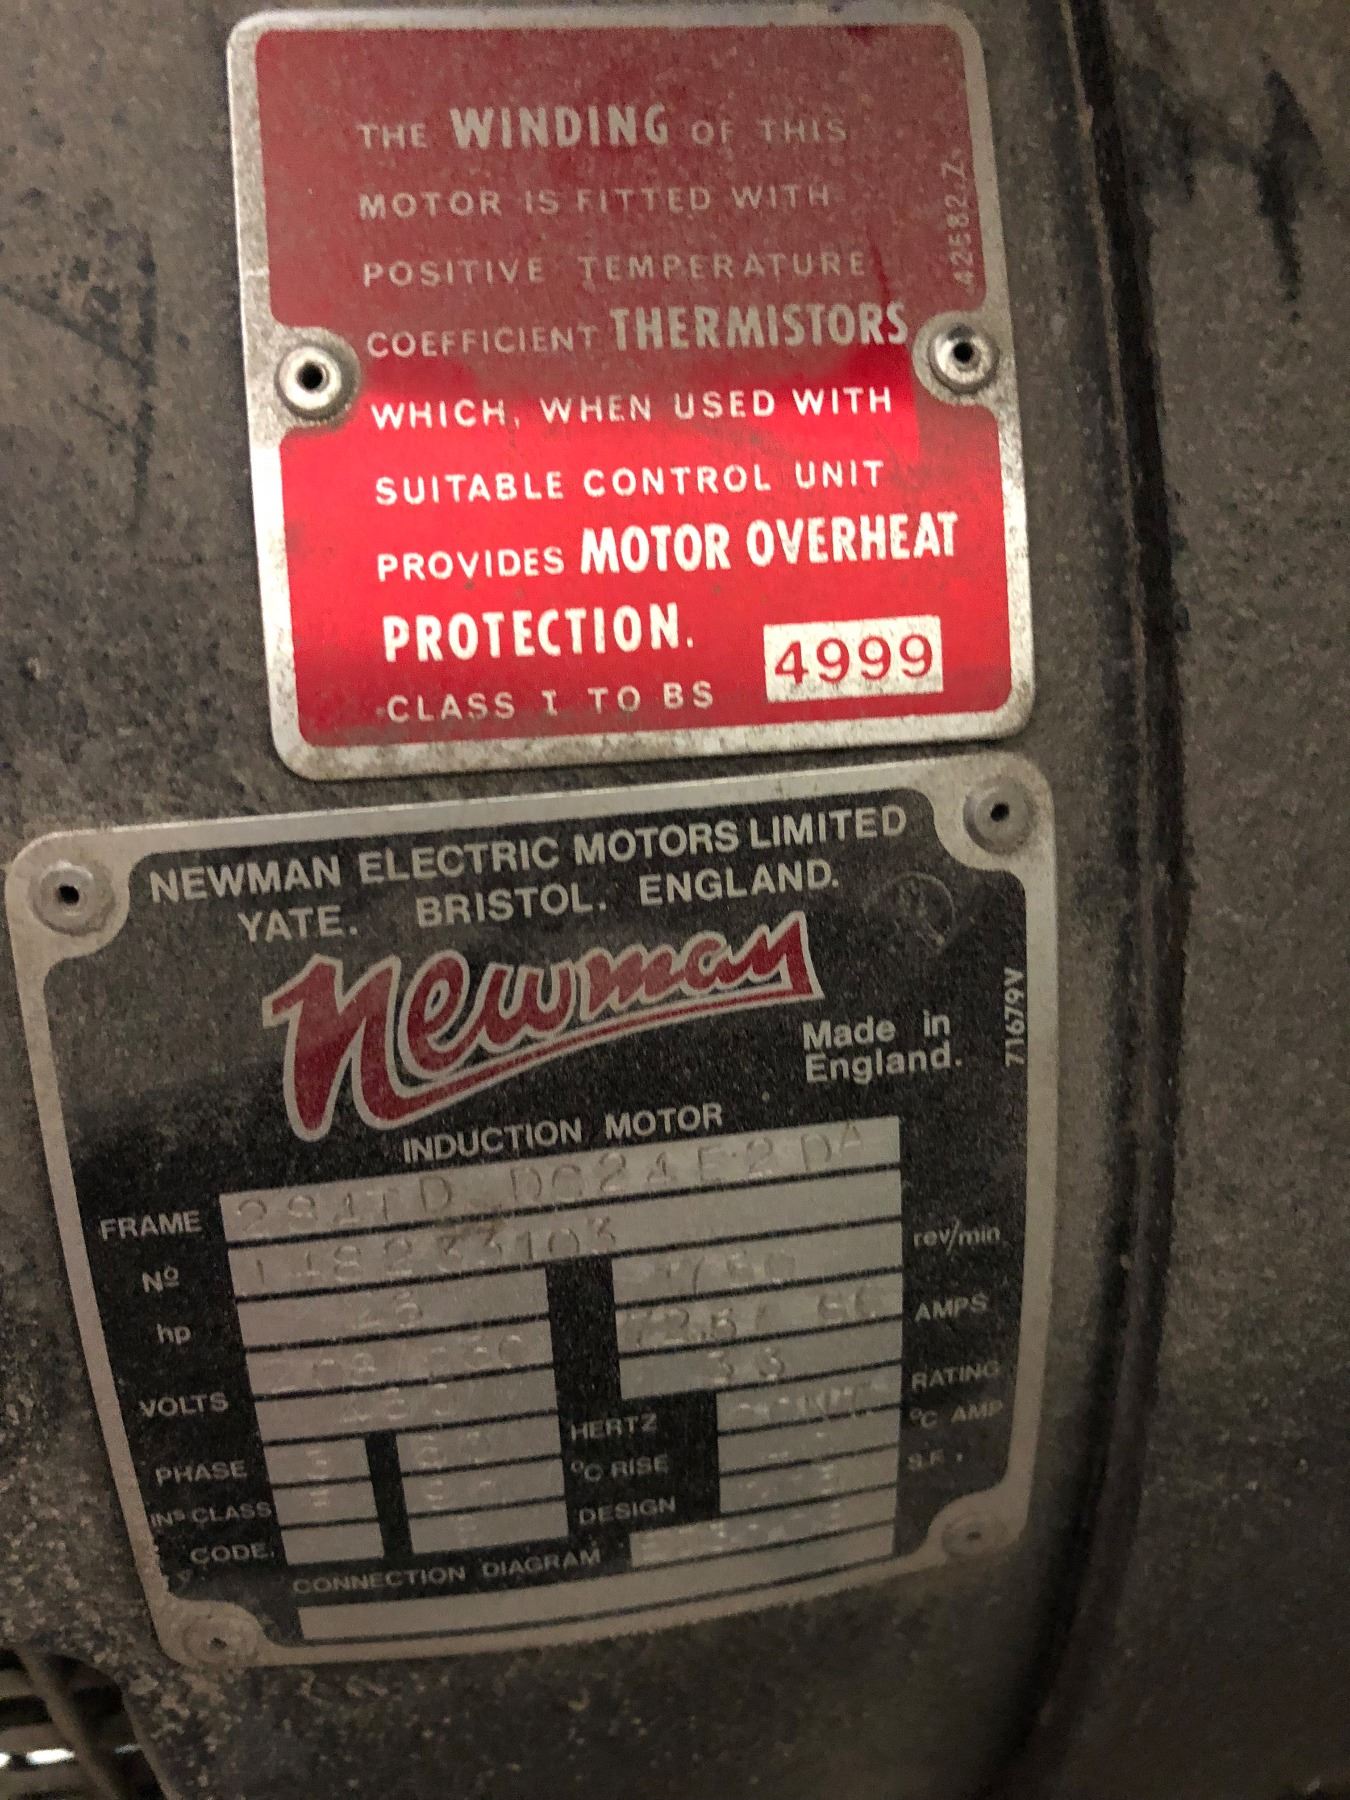 THE WINDING OF THIS
MOTOR IS FITTED WITH
POSITIVE TEMPERATURE
COEFFICIENT THERMISTORS
WHICH, WHEN USED WITH
SUITABLE CONTROL UNIT
PROVIDES MOTOR OVERHEAT
PROTECTION.
CLASS I TO BS 4999
42582.Z
NEWMAN ELECTRIC MOTORS LIMITED
YATE. BRISTOL. ENGLAND.
Newman
Made in
England.
71679V
INDUCTION MOTOR
FRAME
Nº rev/min
hp AMPS
VOLTS
HERTZ RATING
PHASE ºC RISE ºC AMB
INS CLASS DESIGN S.F.
CODE.
CONNECTION DIAGRAM